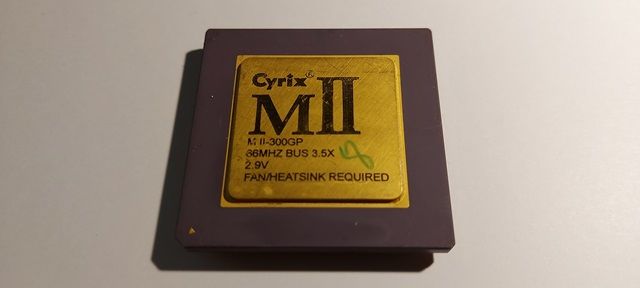 Cyrix®
MII
M II-300GP
66MHZ BUS 3.5X
2.9V
FAN/HEATSINK REQUIRED